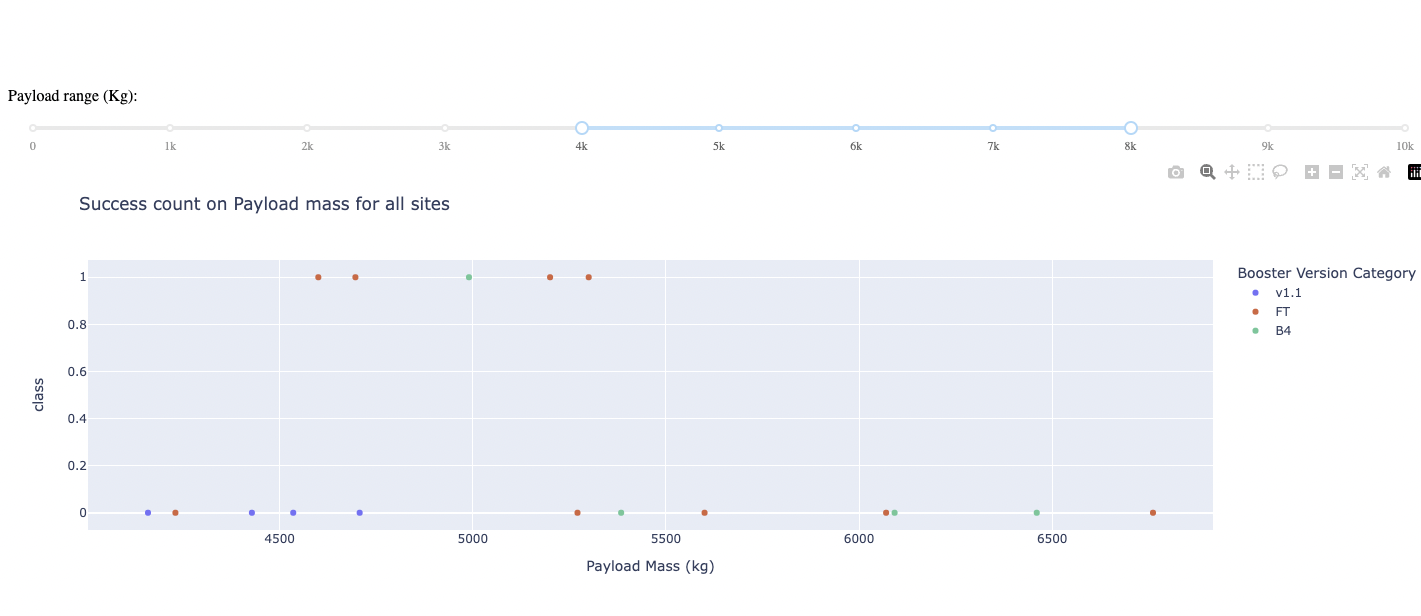 Payload range (Kg):
0 1k 2k 3k 4k 5k 6k 7k 8k 9k 10k
Success count on Payload mass for all sites
Booster Version Category
v1.1
FT
B4
1
0.8
0.6
0.4
0.2
0
class
4500 5000 5500 6000 6500
Payload Mass (kg)